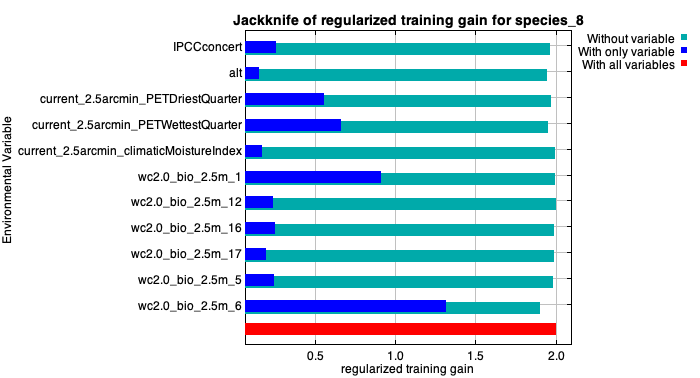 Jackknife of regularized training gain for species_8
Without variable
With only variable
With all variables
Environmental Variable
IPCCconcert
alt
current_2.5arcmin_PETDriestQuarter
current_2.5arcmin_PETWettestQuarter
current_2.5arcmin_climaticMoistureIndex
wc2.0_bio_2.5m_1
wc2.0_bio_2.5m_12
wc2.0_bio_2.5m_16
wc2.0_bio_2.5m_17
wc2.0_bio_2.5m_5
wc2.0_bio_2.5m_6
0.5 1.0 1.5 2.0
regularized training gain